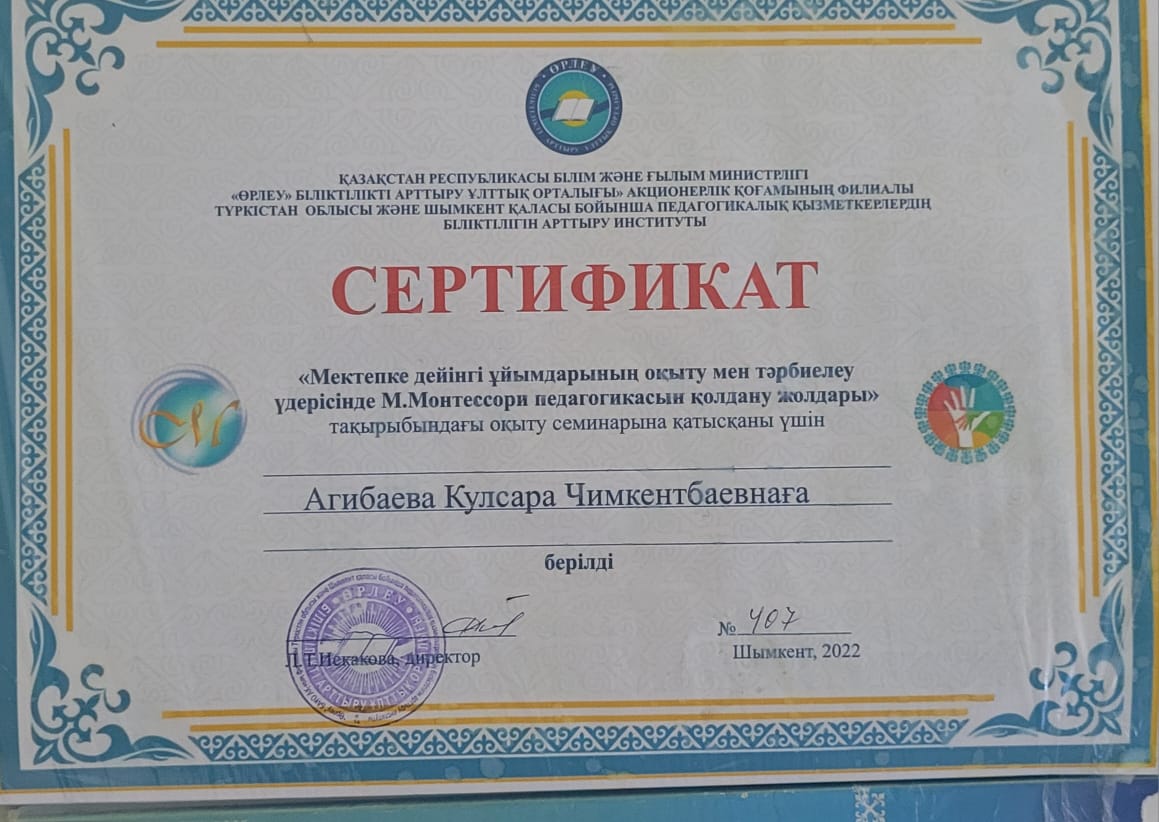 ӨРЛЕУ
ҚАЗАҚСТАН РЕСПУБЛИКАСЫ БІЛІМ ЖӘНЕ ҒЫЛЫМ МИНИСТРЛІГІ
«ӨРЛЕУ» БІЛІКТІЛІКТІ АРТТЫРУ ҰЛТТЫҚ ОРТАЛЫҒЫ» АКЦИОНЕРЛІК ҚОҒАМЫНЫҢ ФИЛИАЛЫ
ТҮРКІСТАН ОБЛЫСЫ ЖӘНЕ ШЫМКЕНТ ҚАЛАСЫ БОЙЫНША ПЕДАГОГИКАЛЫҚ ҚЫЗМЕТКЕРЛЕРДІҢ
БІЛІКТІЛІГІН АРТТЫРУ ИНСТИТУТЫ
СЕРТИФИКАТ
«Мектепке дейінгі ұйымдарының оқыту мен тәрбиелеу
үдерісінде М.Монтессори педагогикасын қолдану жолдары»
тақырыбындағы оқыту семинарына қатысқаны үшін
Агибаева Кулсара Чимкентбаевнаға
берілді
№ 407
Л.Т.Искакова, директор
Шымкент, 2022